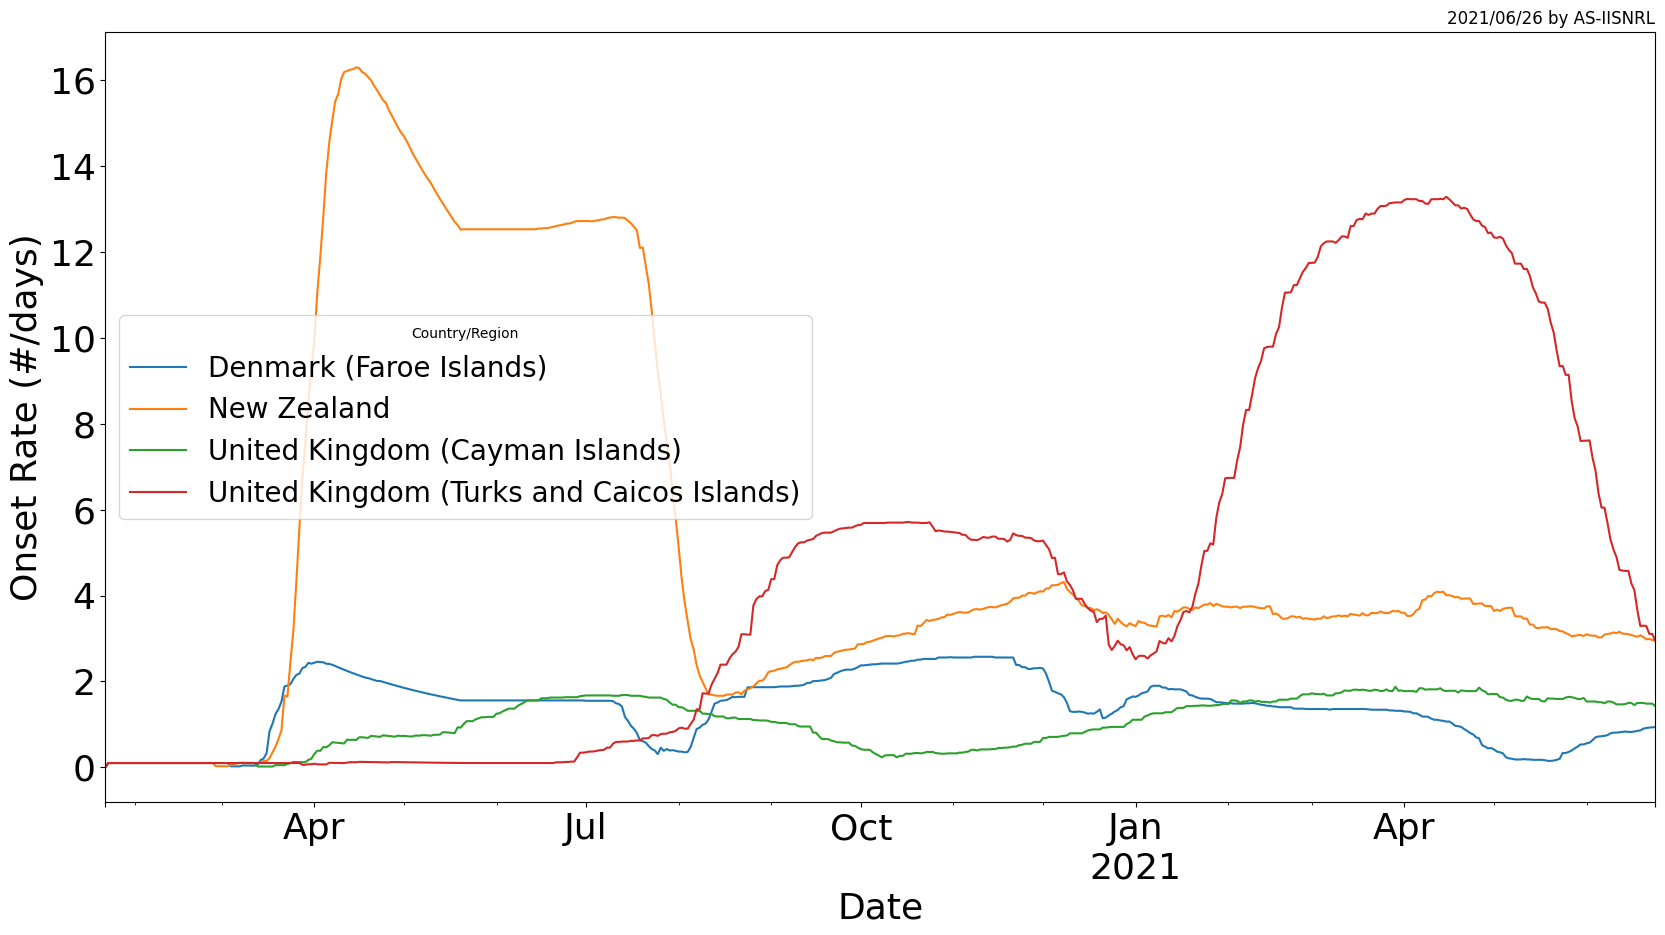 2021/06/26 by AS-IISNRL
16
14
12
10
8
6
4
2
0
Onset Rate (#/days)
Country/Region
Denmark (Faroe Islands)
New Zealand
United Kingdom (Cayman Islands)
United Kingdom (Turks and Caicos Islands)
Apr
Jul
Oct
Jan
2021
Apr
Date